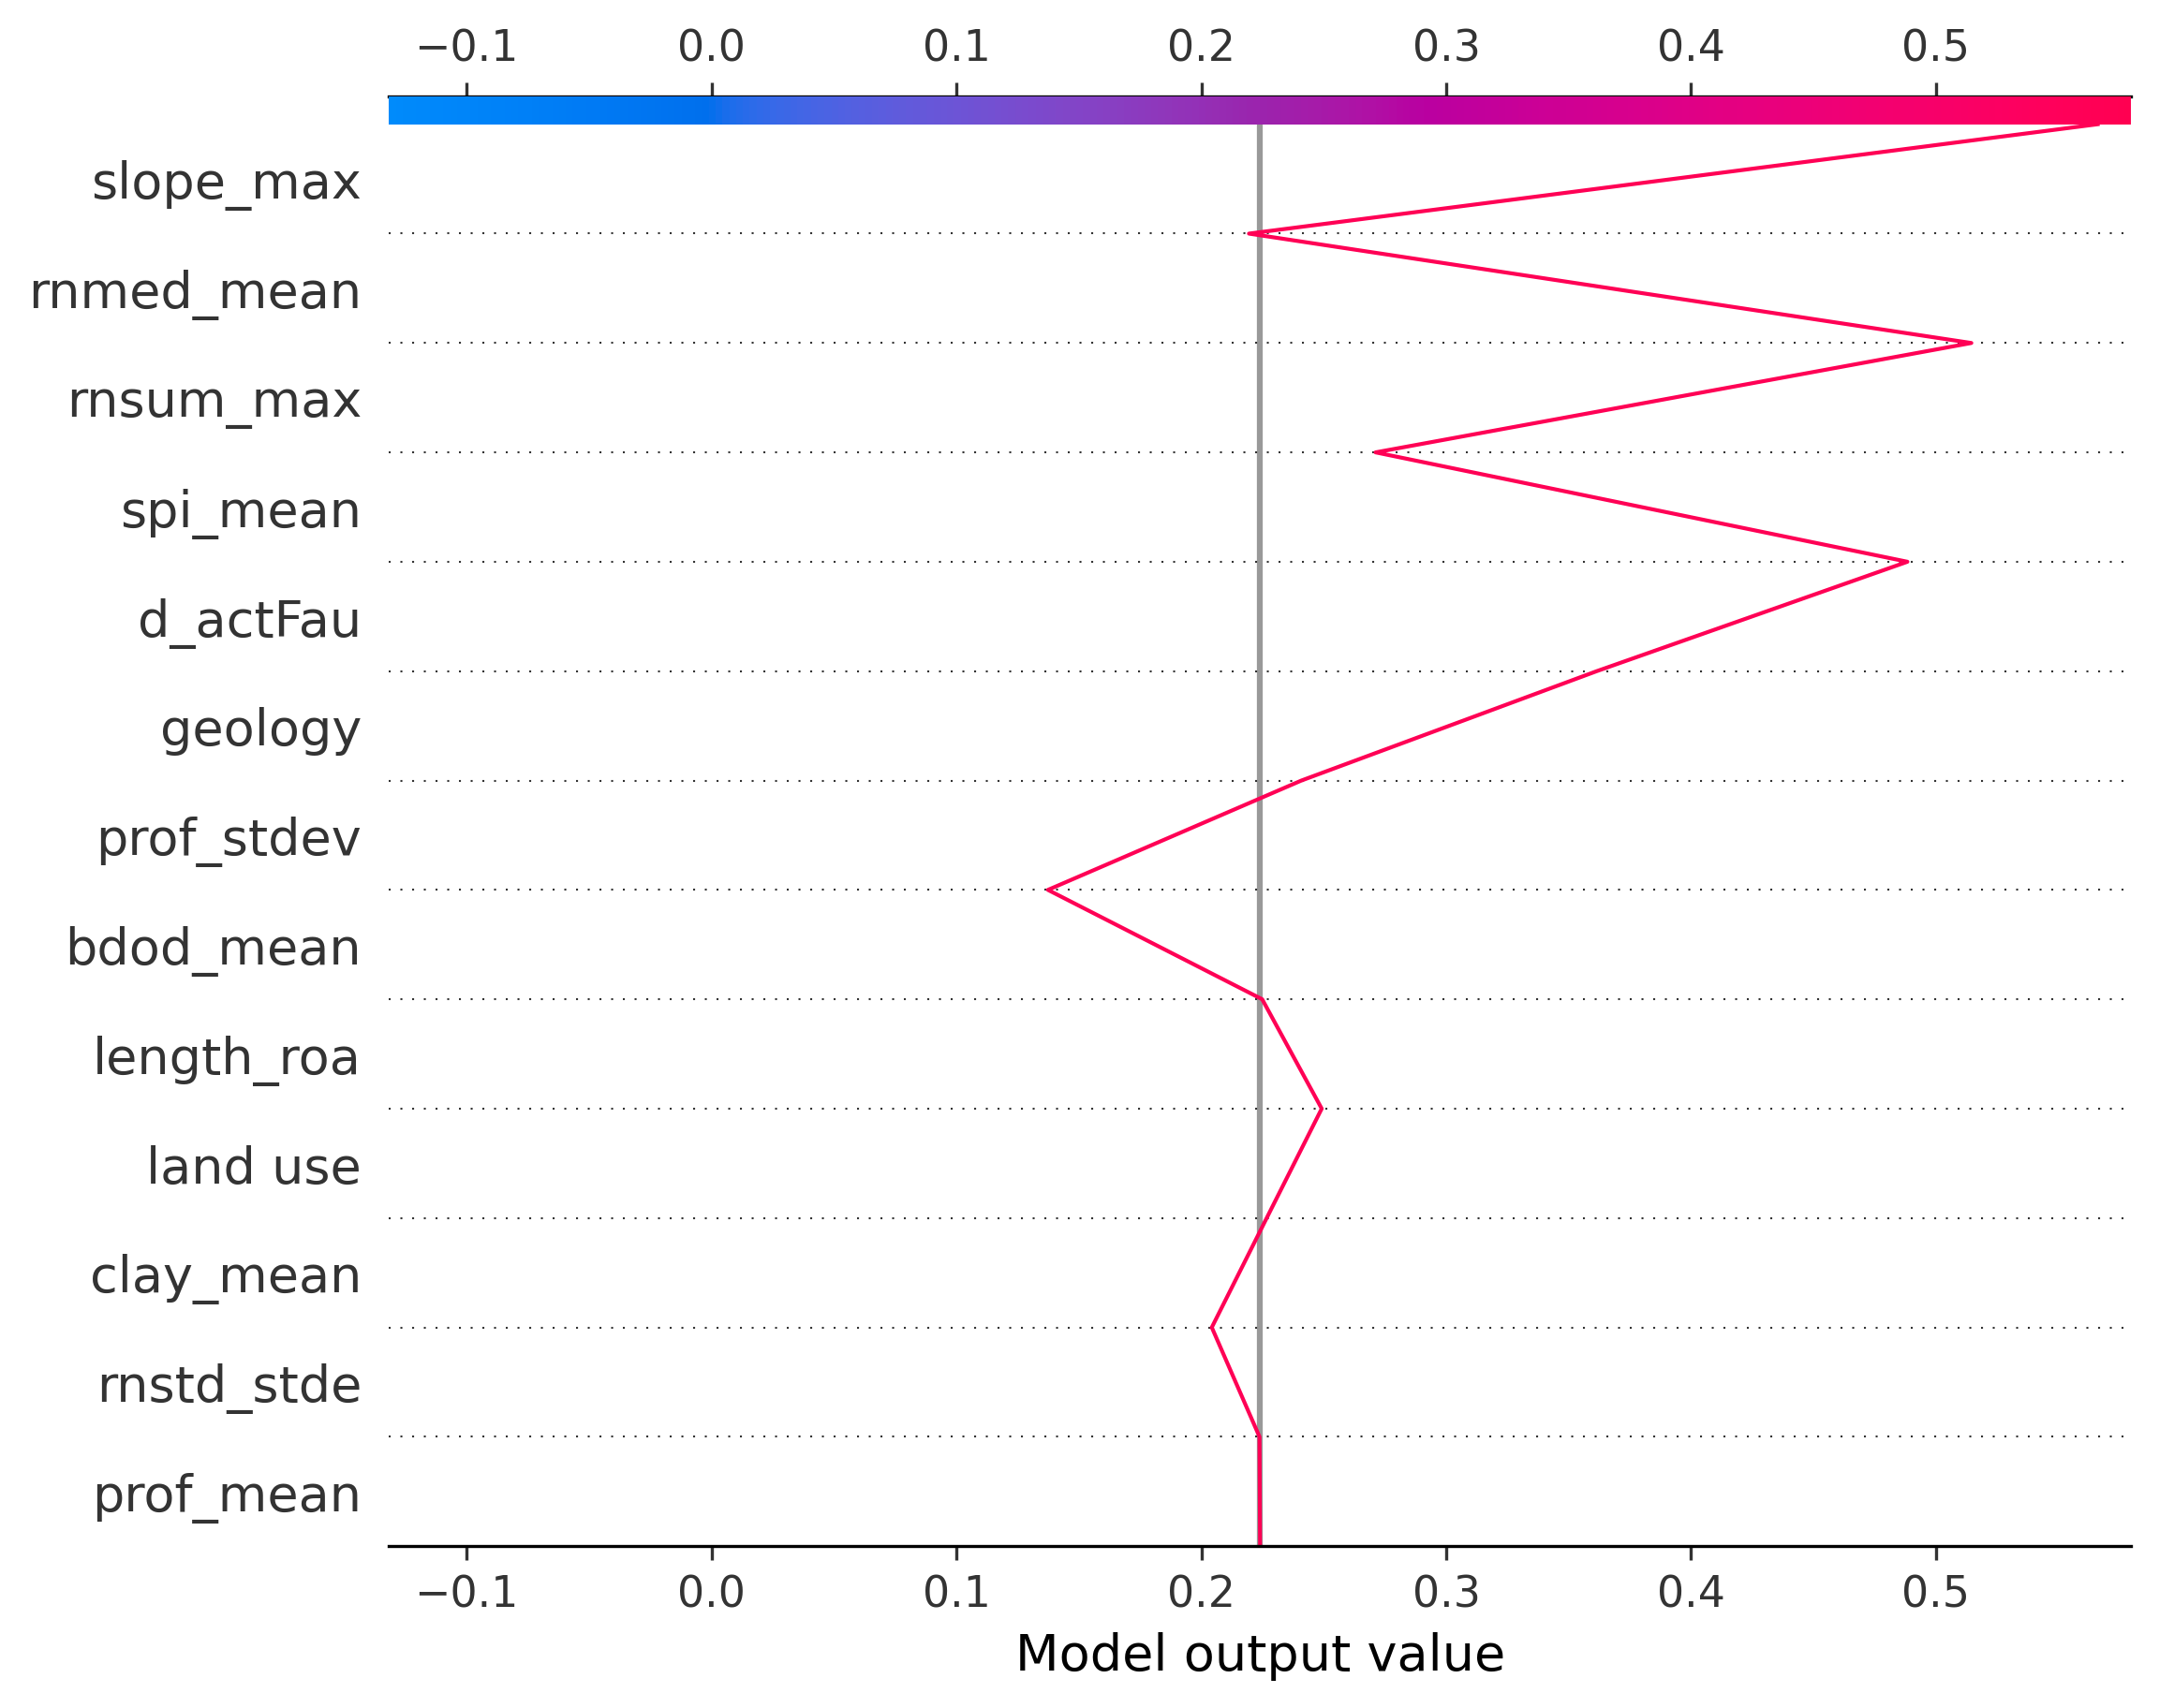 −0.1 0.0 0.1 0.2 0.3 0.4 0.5
slope_max
rnmed_mean
rnsum_max
spi_mean
d_actFau
geology
prof_stdev
bdod_mean
length_roa
land use
clay_mean
rnstd_stde
prof_mean
−0.1 0.0 0.1 0.2 0.3 0.4 0.5
Model output value